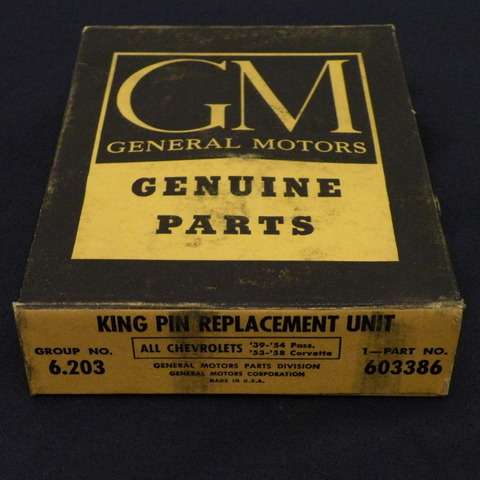 GM
GENERAL MOTORS
GENUINE
PARTS
KING PIN REPLACEMENT UNIT
GROUP NO. ALL CHEVROLETS '39-'54 Pass. 1-PART NO.
'53-'58 Corvette
6.203 GENERAL MOTORS PARTS DIVISION 603386
GENERAL MOTORS CORPORATION
MADE IN U.S.A.